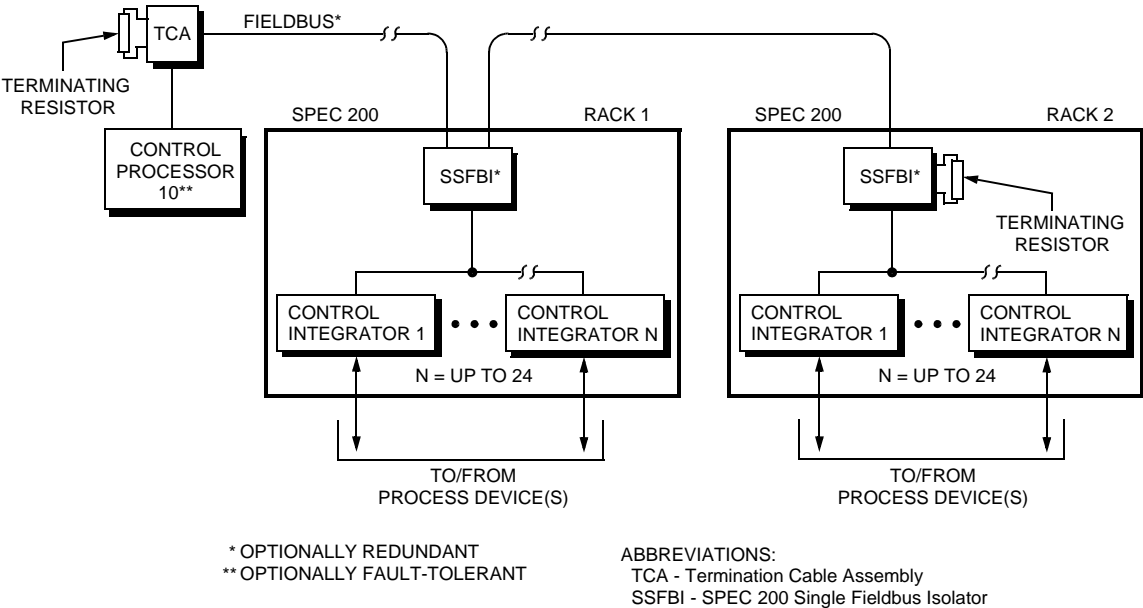 TCA
FIELDBUS*
TERMINATING
RESISTOR
CONTROL
PROCESSOR
10**
SPEC 200
RACK 1
SSFBI*
CONTROL
INTEGRATOR 1
CONTROL
INTEGRATOR N
N = UP TO 24
TO/FROM
PROCESS DEVICE(S)
SPEC 200
RACK 2
SSFBI*
TERMINATING
RESISTOR
CONTROL
INTEGRATOR 1
CONTROL
INTEGRATOR N
N = UP TO 24
TO/FROM
PROCESS DEVICE(S)
* OPTIONALLY REDUNDANT
** OPTIONALLY FAULT-TOLERANT
ABBREVIATIONS:
TCA - Termination Cable Assembly
SSFBI - SPEC 200 Single Fieldbus Isolator